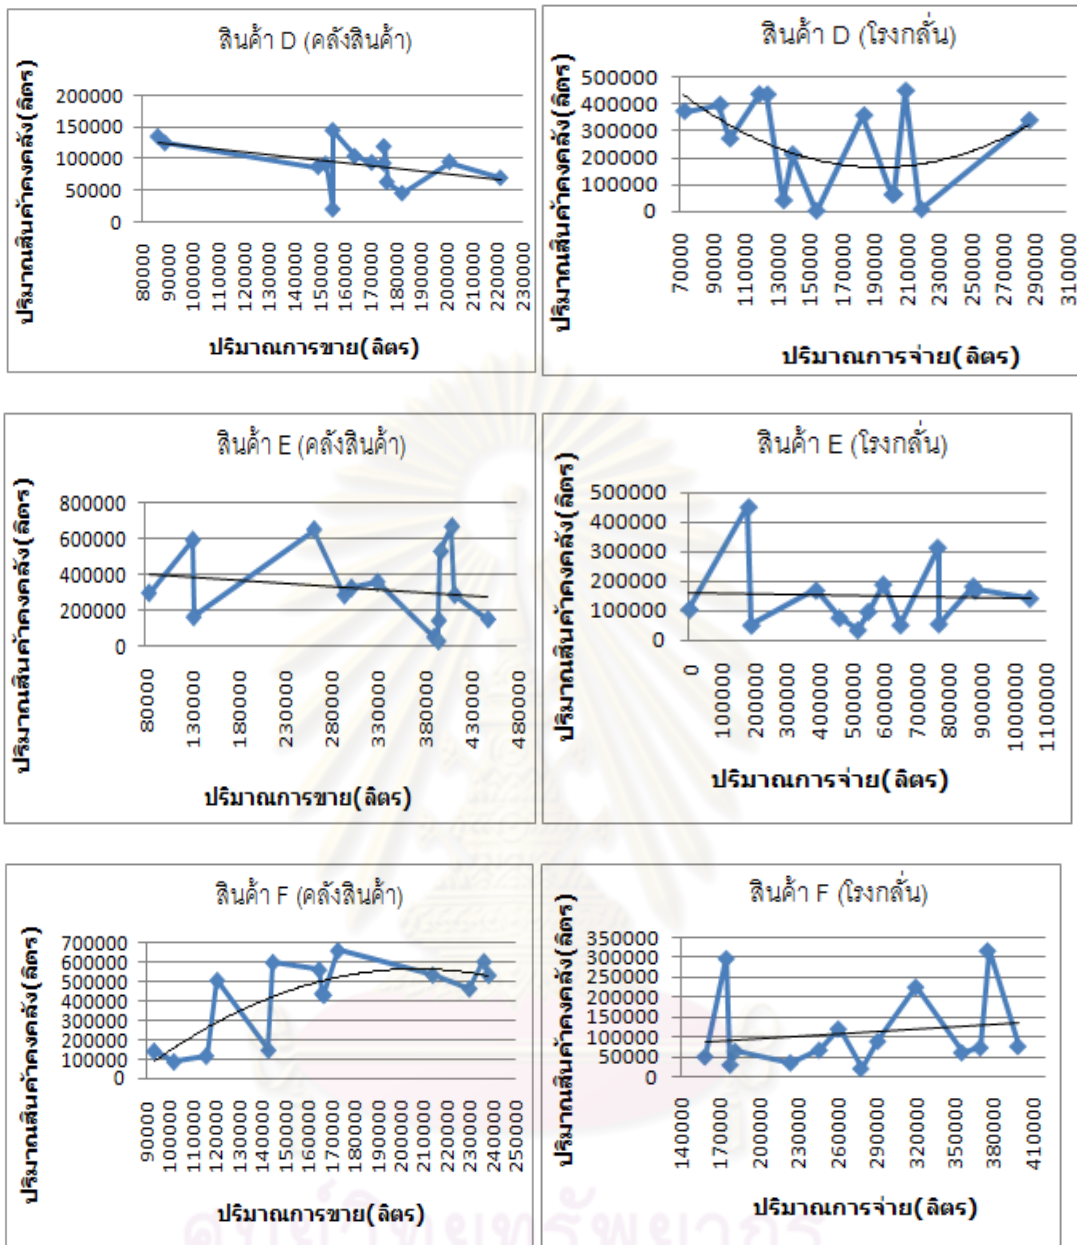 สินค้า D (คลังสินค้า)
ปริมาณสินค้าคงคลัง(ลิตร)
200000
150000
100000
50000
0
80000 90000 100000 110000 120000 130000 140000 150000 160000 170000 180000 190000 200000 210000 220000 230000
ปริมาณการขาย(ลิตร)
สินค้า D (โรงกลั่น)
ปริมาณสินค้าคงคลัง(ลิตร)
500000
400000
300000
200000
100000
0
70000 90000 110000 130000 150000 170000 190000 210000 230000 250000 270000 290000 310000
ปริมาณการจ่าย(ลิตร)
สินค้า E (คลังสินค้า)
ปริมาณสินค้าคงคลัง(ลิตร)
800000
600000
400000
200000
0
80000 130000 180000 230000 280000 330000 380000 430000 480000
ปริมาณการขาย(ลิตร)
สินค้า E (โรงกลั่น)
ปริมาณสินค้าคงคลัง(ลิตร)
500000
400000
300000
200000
100000
0
0 100000 200000 300000 400000 500000 600000 700000 800000 900000 1000000 1100000
ปริมาณการจ่าย(ลิตร)
สินค้า F (คลังสินค้า)
ปริมาณสินค้าคงคลัง(ลิตร)
700000
600000
500000
400000
300000
200000
100000
0
90000 100000 110000 120000 130000 140000 150000 160000 170000 180000 190000 200000 210000 220000 230000 240000 250000
ปริมาณการขาย(ลิตร)
สินค้า F (โรงกลั่น)
ปริมาณสินค้าคงคลัง(ลิตร)
350000
300000
250000
200000
150000
100000
50000
0
140000 170000 200000 230000 260000 290000 320000 350000 380000 410000
ปริมาณการจ่าย(ลิตร)
ศูนย์วิทยทรัพยากร